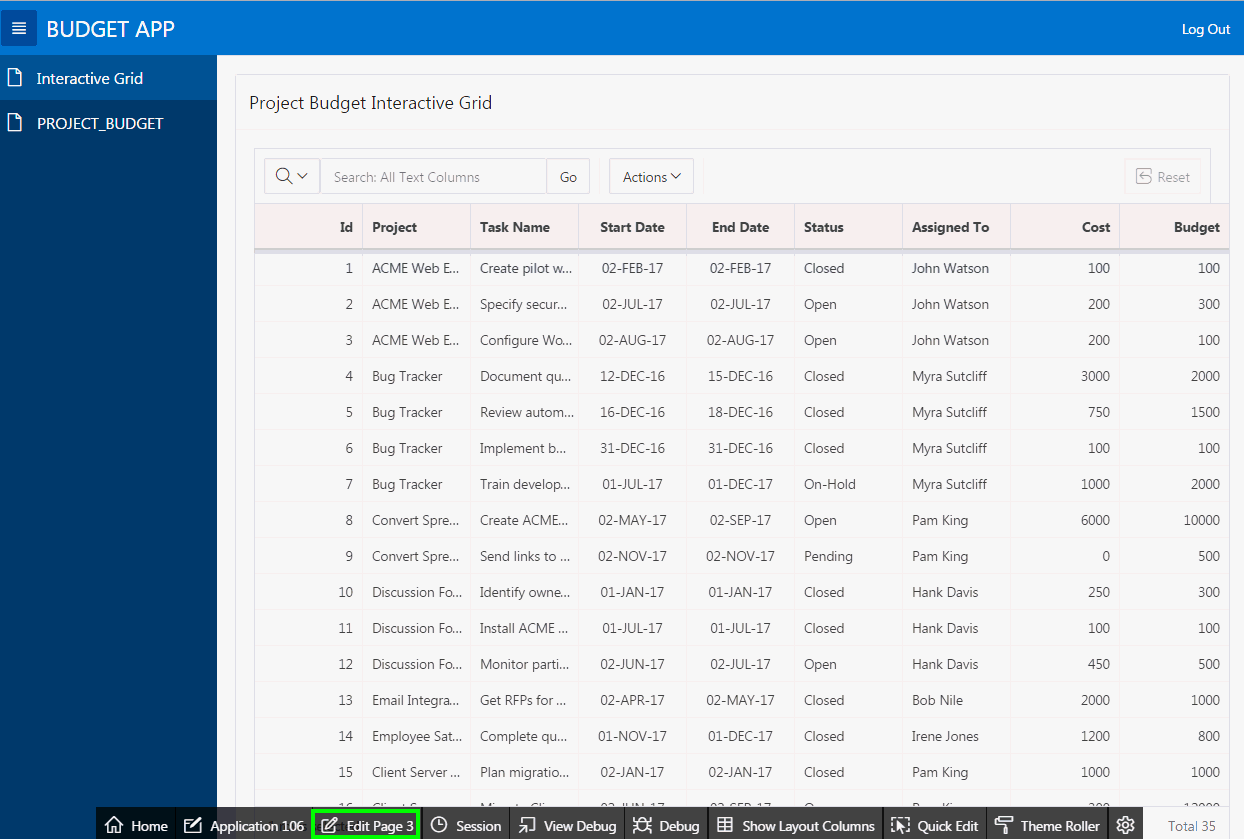 BUDGET APP
Log Out
Interactive Grid
PROJECT_BUDGET
Project Budget Interactive Grid
Search: All Text Columns Go Actions Reset
Id Project Task Name Start Date End Date Status Assigned To Cost Budget
1 ACME Web E... Create pilot w... 02-FEB-17 02-FEB-17 Closed John Watson 100 100
2 ACME Web E... Specify secur... 02-JUL-17 02-JUL-17 Open John Watson 200 300
3 ACME Web E... Configure Wo... 02-AUG-17 02-AUG-17 Open John Watson 200 100
4 Bug Tracker Document qu... 12-DEC-16 15-DEC-16 Closed Myra Sutcliff 3000 2000
5 Bug Tracker Review autom... 16-DEC-16 18-DEC-16 Closed Myra Sutcliff 750 1500
6 Bug Tracker Implement b... 31-DEC-16 31-DEC-16 Closed Myra Sutcliff 100 100
7 Bug Tracker Train develop... 01-JUL-17 01-DEC-17 On-Hold Myra Sutcliff 1000 2000
8 Convert Spre... Create ACME... 02-MAY-17 02-SEP-17 Open Pam King 6000 10000
9 Convert Spre... Send links to ... 02-NOV-17 02-NOV-17 Pending Pam King 0 500
10 Discussion Fo... Identify owne... 01-JAN-17 01-JAN-17 Closed Hank Davis 250 300
11 Discussion Fo... Install ACME ... 01-JUL-17 01-JUL-17 Closed Hank Davis 100 100
12 Discussion Fo... Monitor parti... 02-JUN-17 02-JUL-17 Open Hank Davis 450 500
13 Email Integra... Get RFPs for ... 02-APR-17 02-MAY-17 Closed Bob Nile 2000 1000
14 Employee Sat... Complete qu... 01-NOV-17 01-DEC-17 Closed Irene Jones 1200 800
15 Client Server ... Plan migratio... 02-JAN-17 02-JAN-17 Closed Pam King 1000 1000
Home Application 106 Edit Page 3 Session View Debug Debug Show Layout Columns Quick Edit Theme Roller Total 35